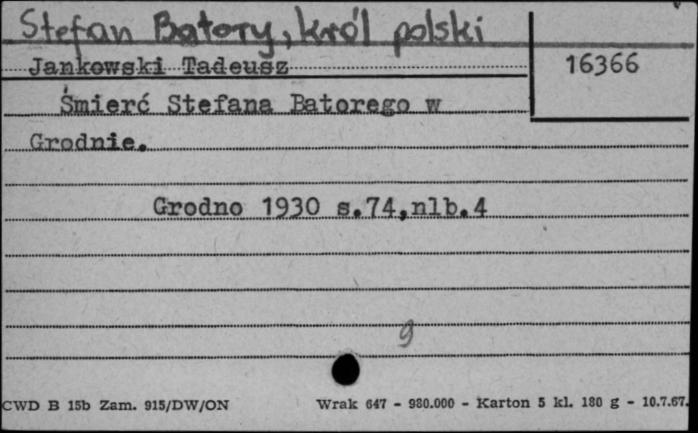 Stefan Batory, król polski
Jankowski Tadeusz
16366
Śmierć Stefana Batorego w
Grodnie.
Grodno 1930 s.74,nlb.4
9
CWD B 15b Zam. 915/DW/ON Wrak 647 - 980.000 - Karton 5 kl. 180 g - 10.7.67.